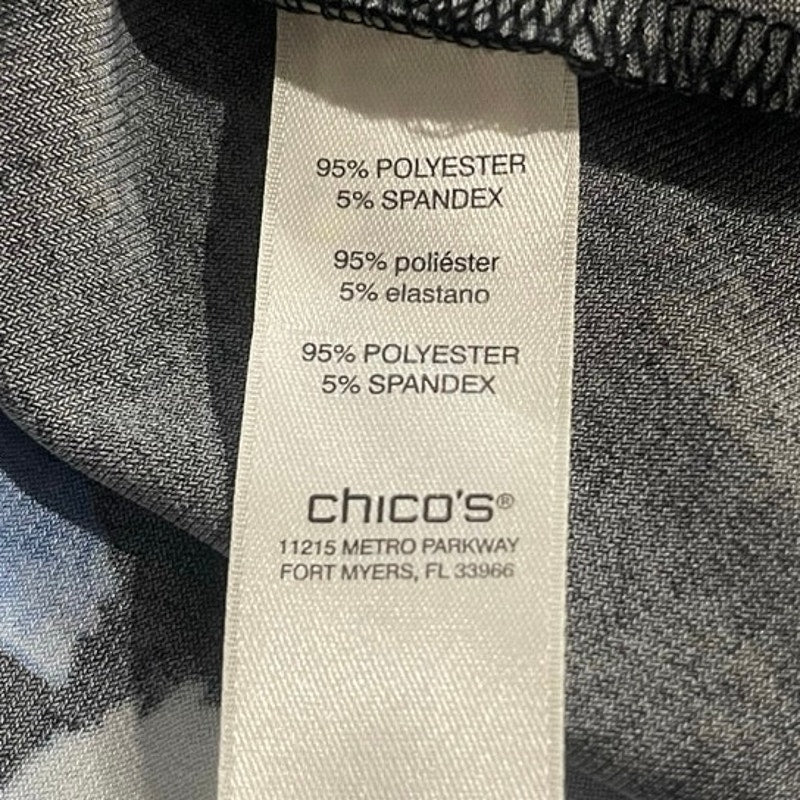 95% POLYESTER
5% SPANDEX
95% poliéster
5% elastano
95% POLYESTER
5% SPANDEX
chico's®
11215 METRO PARKWAY
FORT MYERS, FL 33966